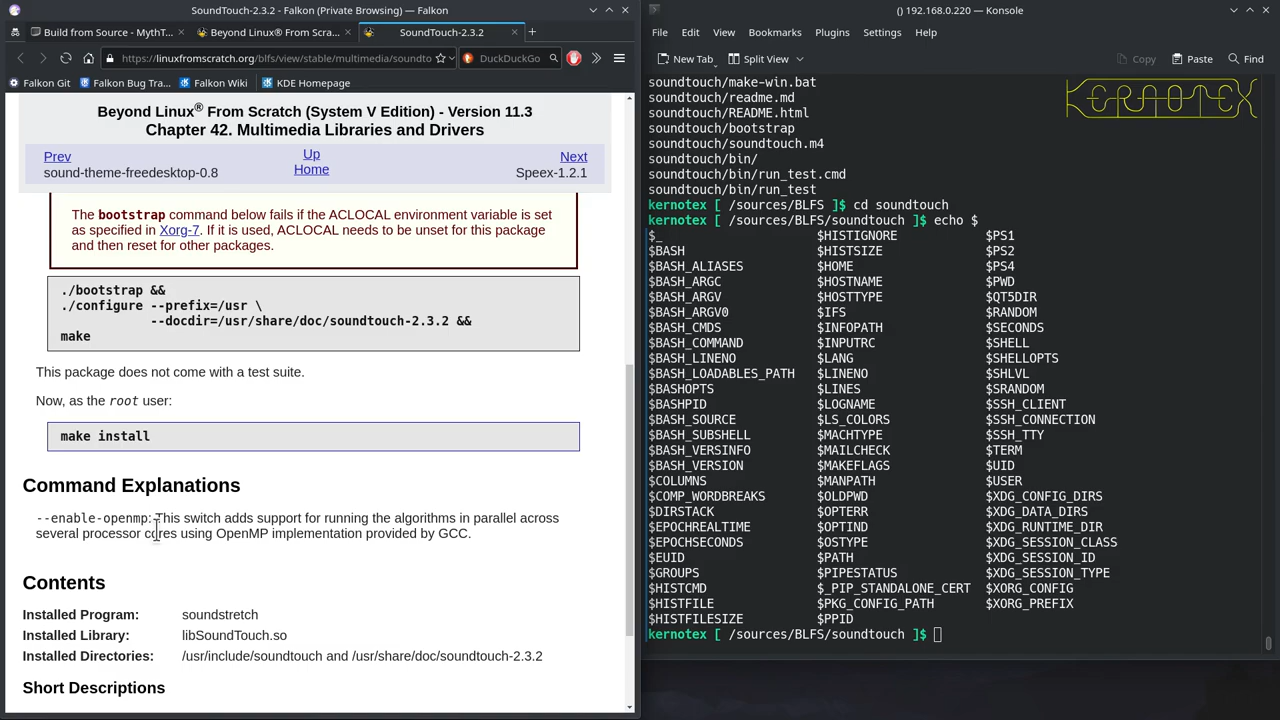 SoundTouch-2.3.2 - Falkon (Private Browsing) — Falkon
Build from Source - MythT...
Beyond Linux® From Scra...
SoundTouch-2.3.2
https://linuxfromscratch.org/blfs/view/stable/multimedia/soundto
DuckDuckGo
Falkon Git
Falkon Bug Tra...
Falkon Wiki
KDE Homepage
Beyond Linux® From Scratch (System V Edition) - Version 11.3
Chapter 42. Multimedia Libraries and Drivers
Prev
Up
Next
sound-theme-freedesktop-0.8
Home
Speex-1.2.1
The bootstrap command below fails if the ACLOCAL environment variable is set
as specified in Xorg-7. If it is used, ACLOCAL needs to be unset for this package
and then reset for other packages.
./bootstrap &&
./configure --prefix=/usr \
--docdir=/usr/share/doc/soundtouch-2.3.2 &&
make
This package does not come with a test suite.
Now, as the root user:
make install
Command Explanations
--enable-openmp: This switch adds support for running the algorithms in parallel across
several processor cores using OpenMP implementation provided by GCC.
Contents
Installed Program: soundstretch
Installed Library: libSoundTouch.so
Installed Directories: /usr/include/soundtouch and /usr/share/doc/soundtouch-2.3.2
Short Descriptions
() 192.168.0.220 — Konsole
File Edit View Bookmarks Plugins Settings Help
New Tab Split View Copy Paste Find
KERNOTEX
soundtouch/make-win.bat
soundtouch/readme.md
soundtouch/README.html
soundtouch/bootstrap
soundtouch/soundtouch.m4
soundtouch/bin/
soundtouch/bin/run_test.cmd
soundtouch/bin/run_test
kernotex [ /sources/BLFS ]$ cd soundtouch
kernotex [ /sources/BLFS/soundtouch ]$ echo $
$_ $HISTIGNORE $PS1
$BASH $HISTSIZE $PS2
$BASH_ALIASES $HOME $PS4
$BASH_ARGC $HOSTNAME $PWD
$BASH_ARGV $HOSTTYPE $QT5DIR
$BASH_ARGV0 $IFS $RANDOM
$BASH_CMDS $INFOPATH $SECONDS
$BASH_COMMAND $INPUTRC $SHELL
$BASH_LINENO $LANG $SHELLOPTS
$BASH_LOADABLES_PATH $LINENO $SHLVL
$BASHOPTS $LINES $SRANDOM
$BASHPID $LOGNAME $SSH_CLIENT
$BASH_SOURCE $LS_COLORS $SSH_CONNECTION
$BASH_SUBSHELL $MACHTYPE $SSH_TTY
$BASH_VERSINFO $MAILCHECK $TERM
$BASH_VERSION $MAKEFLAGS $UID
$COLUMNS $MANPATH $USER
$COMP_WORDBREAKS $OLDPWD $XDG_CONFIG_DIRS
$DIRSTACK $OPTERR $XDG_DATA_DIRS
$EPOCHREALTIME $OPTIND $XDG_RUNTIME_DIR
$EPOCHSECONDS $OSTYPE $XDG_SESSION_CLASS
$EUID $PATH $XDG_SESSION_ID
$GROUPS $PIPESTATUS $XDG_SESSION_TYPE
$HISTCMD $_PIP_STANDALONE_CERT $XORG_CONFIG
$HISTFILE $PKG_CONFIG_PATH $XORG_PREFIX
$HISTFILESIZE $PPID
kernotex [ /sources/BLFS/soundtouch ]$